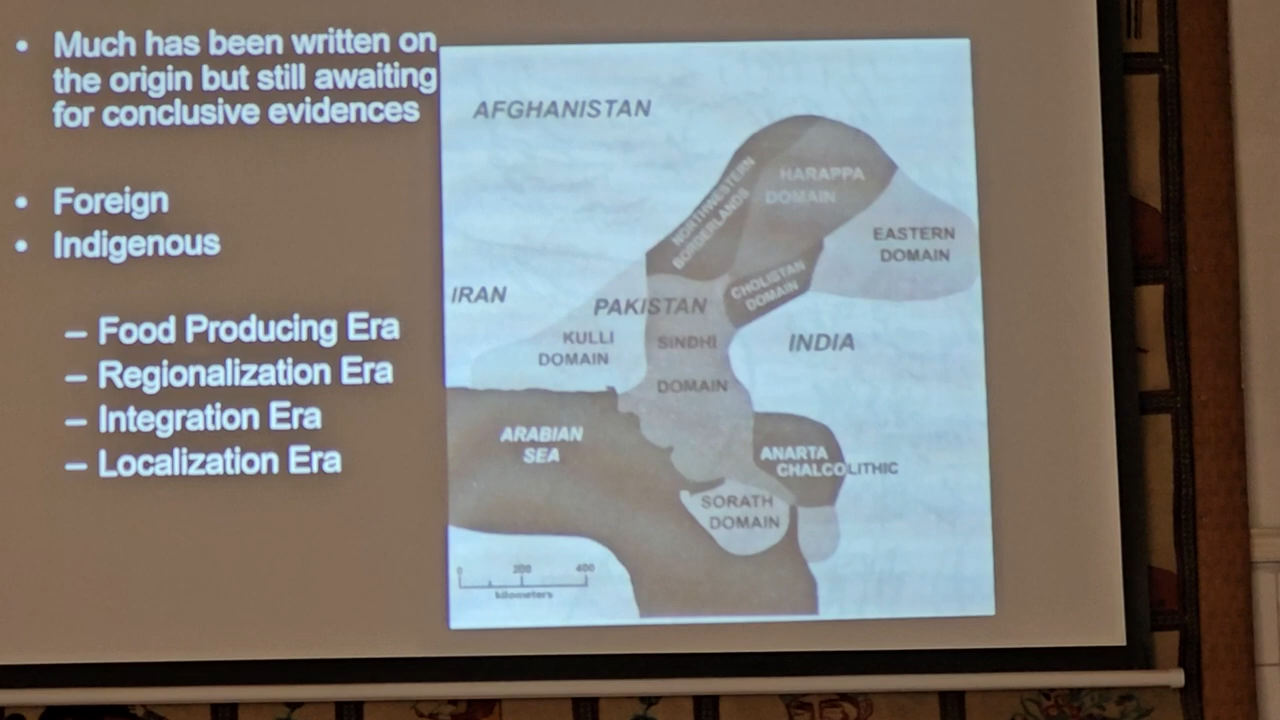 • Much has been written on
the origin but still awaiting
for conclusive evidences
• Foreign
• Indigenous
– Food Producing Era
– Regionalization Era
– Integration Era
– Localization Era
AFGHANISTAN
NORTHWESTERN
BORDERLANDS
HARAPPA
DOMAIN
EASTERN
DOMAIN
CHOLISTAN
DOMAIN
IRAN
PAKISTAN
KULLI
DOMAIN
SINDHI
DOMAIN
INDIA
ARABIAN
SEA
ANARTA
CHALCOLITHIC
SORATH
DOMAIN
0 200 400
kilometers